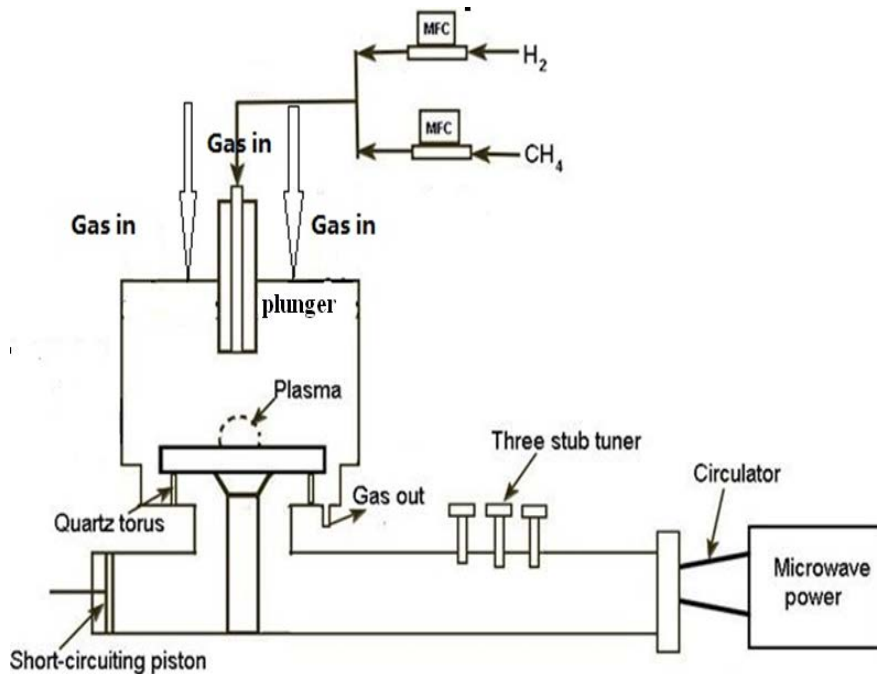 MFC
H₂
Gas in
MFC
CH₄
Gas in
Gas in
plunger
Plasma
Three stub tuner
Circulator
Gas out
Quartz torus
Microwave
power
Short-circuiting piston